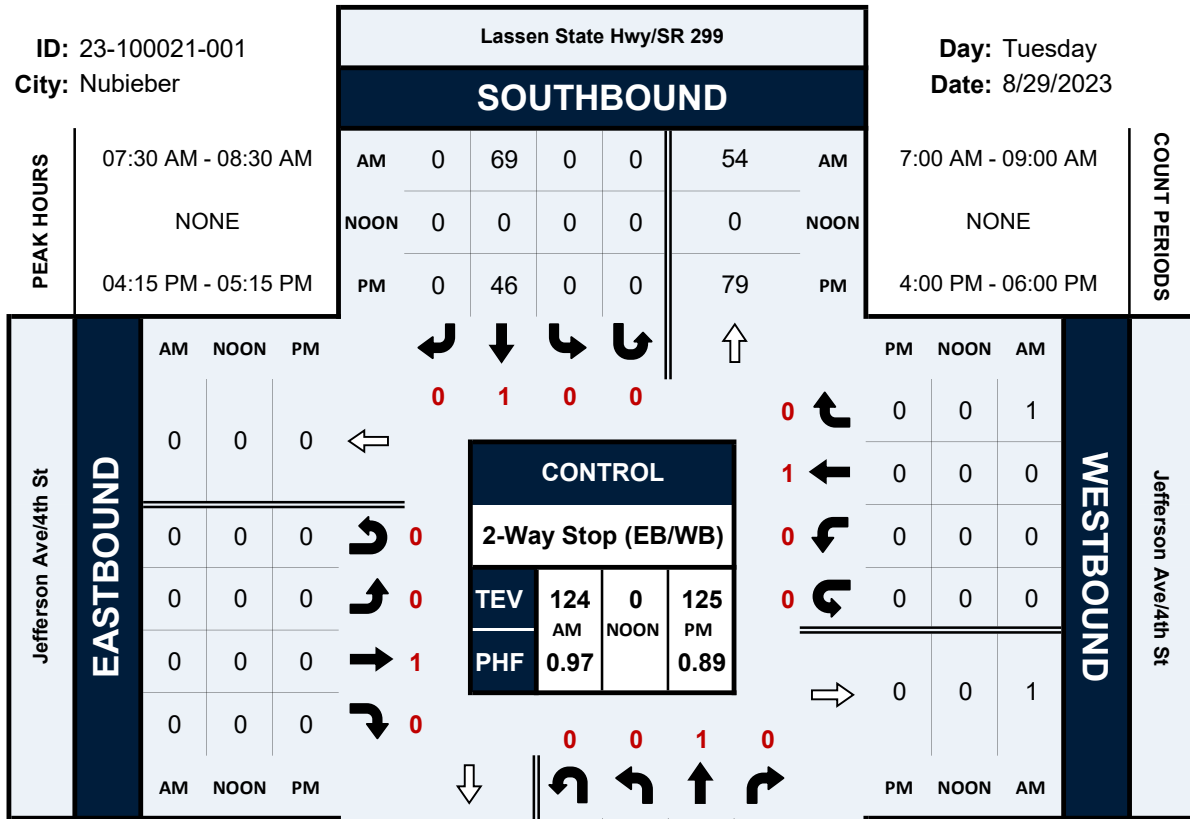 ID: 23-100021-001
City: Nubieber
Lassen State Hwy/SR 299
Day: Tuesday
Date: 8/29/2023
SOUTHBOUND
PEAK HOURS
07:30 AM - 08:30 AM
NONE
04:15 PM - 05:15 PM
AM 0 69 0 0 54 AM
NOON 0 0 0 0 0 NOON
PM 0 46 0 0 79 PM
7:00 AM - 09:00 AM
NONE
4:00 PM - 06:00 PM
COUNT PERIODS
0 1 0 0
Jefferson Ave/4th St
EASTBOUND
AM NOON PM
0 0 0
0 0 0 0
0 0 0 0
0 0 0 1
0 0 0 0
AM NOON PM
CONTROL
2-Way Stop (EB/WB)
TEV 124 0 125
AM NOON PM
PHF 0.97 0.89
PM NOON AM
0 0 0 1
1 0 0 0
0 0 0 0
0 0 0 0
0 0 1
PM NOON AM
WESTBOUND
Jefferson Ave/4th St
0 0 1 0